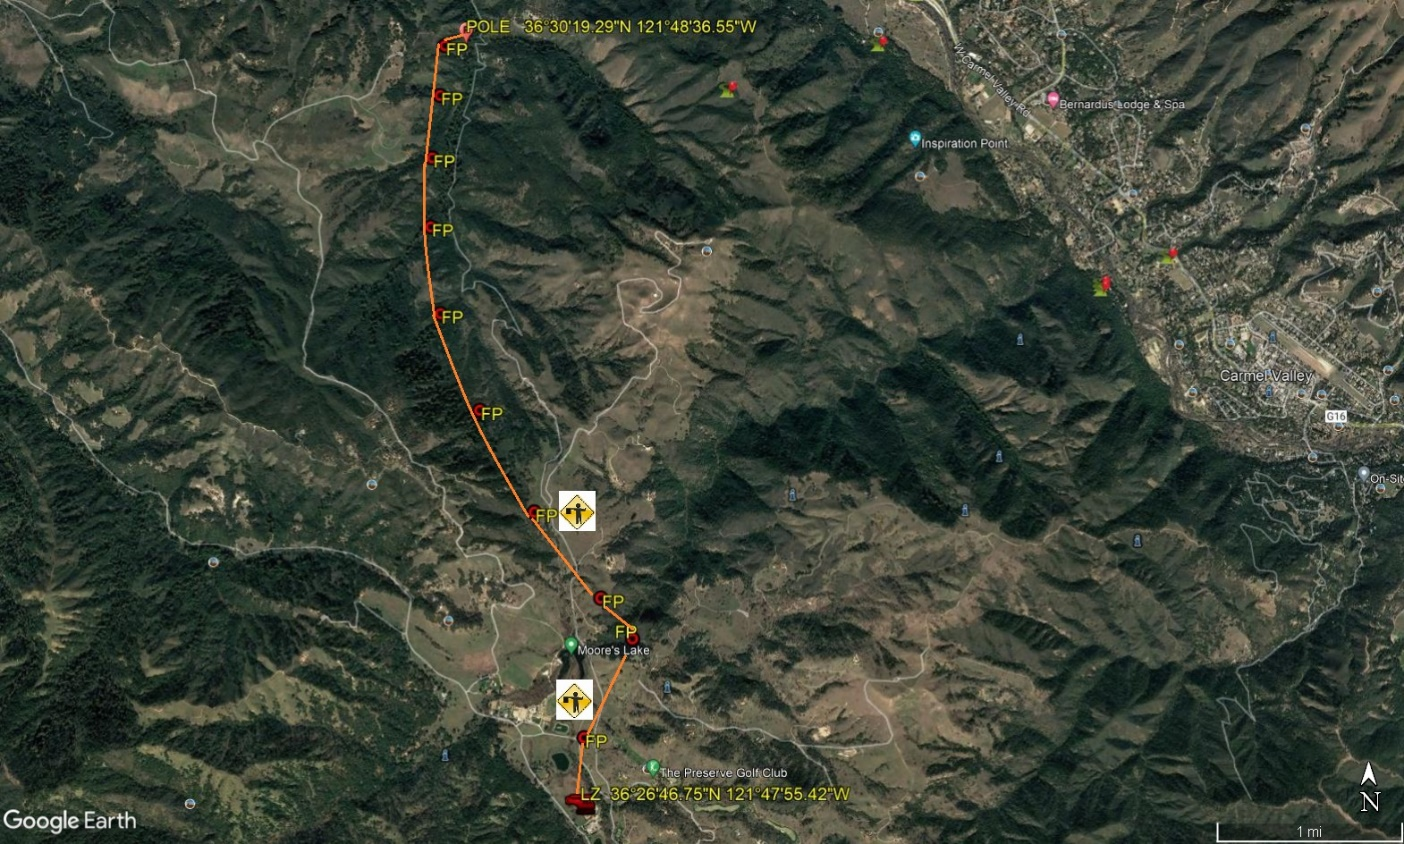 POLE 36°30'19.29"N 121°48'36.55"W
FP
FP
W Carmel Valley Rd
Bernardus Lodge & Spa
Inspiration Point
FP
FP
FP
Carmel Valley
FP
G16
On-Sit
FP
FP
FP
Moore's Lake
FP
The Preserve Golf Club
LZ 36°26'46.75"N 121°47'55.42"W
N
Google Earth
1 mi